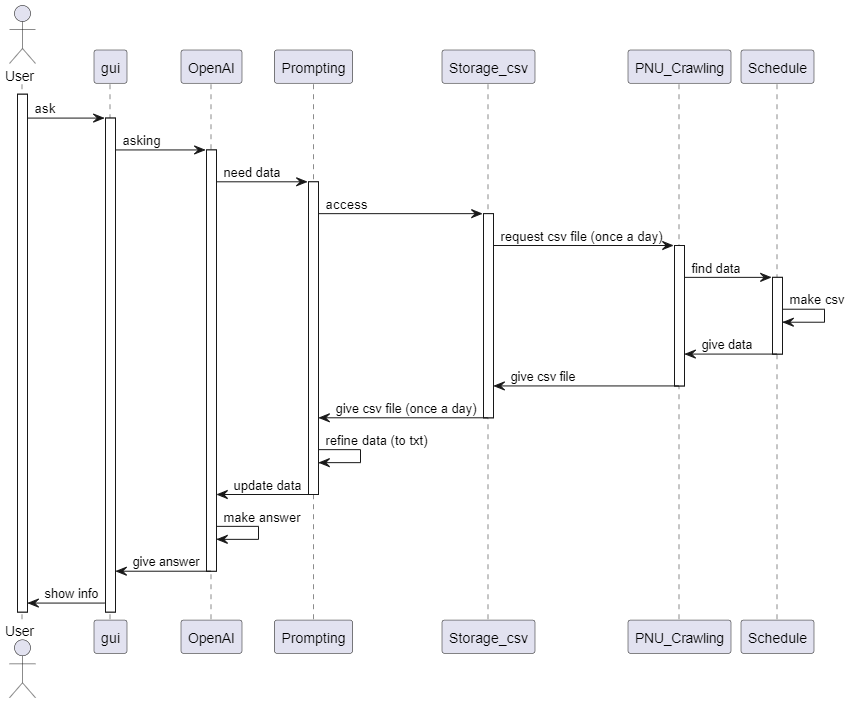 User
gui
OpenAI
Prompting
Storage_csv
PNU_Crawling
Schedule
ask
asking
need data
access
request csv file (once a day)
find data
make csv
give data
give csv file
give csv file (once a day)
refine data (to txt)
update data
make answer
give answer
show info
User
gui
OpenAI
Prompting
Storage_csv
PNU_Crawling
Schedule